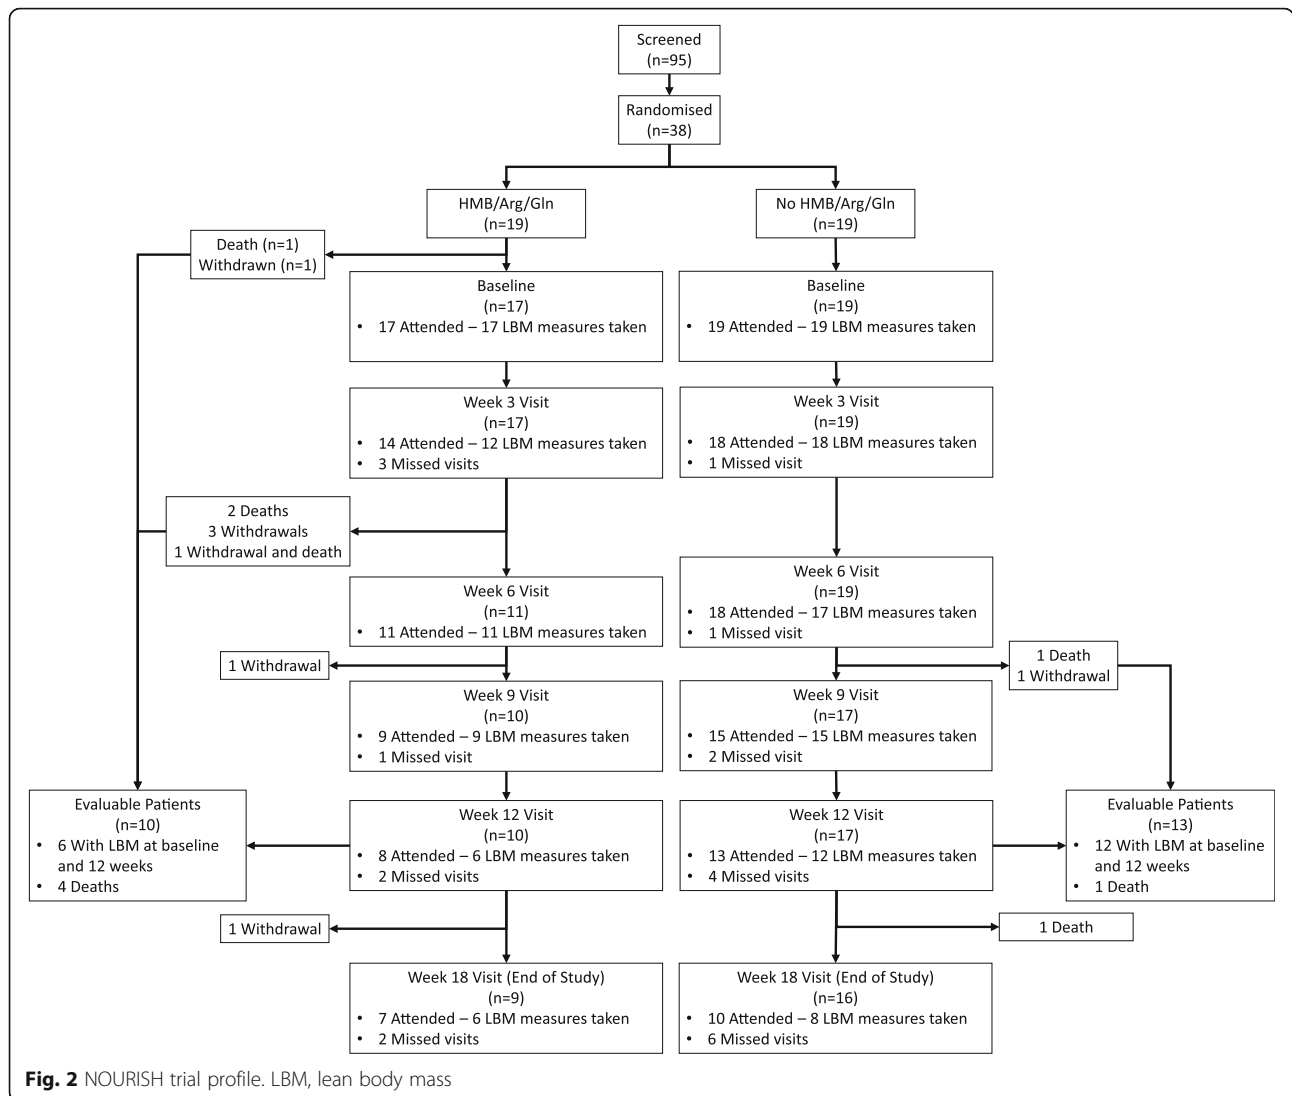 Screened
(n=95)
Randomised
(n=38)
HMB/Arg/Gln
(n=19)
No HMB/Arg/Gln
(n=19)
Death (n=1)
Withdrawn (n=1)
Baseline
(n=17)
• 17 Attended – 17 LBM measures taken
Baseline
(n=19)
• 19 Attended – 19 LBM measures taken
Week 3 Visit
(n=17)
• 14 Attended – 12 LBM measures taken
• 3 Missed visits
Week 3 Visit
(n=19)
• 18 Attended – 18 LBM measures taken
• 1 Missed visit
2 Deaths
3 Withdrawals
1 Withdrawal and death
Week 6 Visit
(n=11)
• 11 Attended – 11 LBM measures taken
Week 6 Visit
(n=19)
• 18 Attended – 17 LBM measures taken
• 1 Missed visit
1 Withdrawal
1 Death
1 Withdrawal
Week 9 Visit
(n=10)
• 9 Attended – 9 LBM measures taken
• 1 Missed visit
Week 9 Visit
(n=17)
• 15 Attended – 15 LBM measures taken
• 2 Missed visit
Evaluable Patients
(n=10)
• 6 With LBM at baseline
and 12 weeks
• 4 Deaths
Week 12 Visit
(n=10)
• 8 Attended – 6 LBM measures taken
• 2 Missed visits
Week 12 Visit
(n=17)
• 13 Attended – 12 LBM measures taken
• 4 Missed visits
Evaluable Patients
(n=13)
• 12 With LBM at baseline
and 12 weeks
• 1 Death
1 Withdrawal
1 Death
Week 18 Visit (End of Study)
(n=9)
• 7 Attended – 6 LBM measures taken
• 2 Missed visits
Week 18 Visit (End of Study)
(n=16)
• 10 Attended – 8 LBM measures taken
• 6 Missed visits
Fig. 2 NOURISH trial profile. LBM, lean body mass